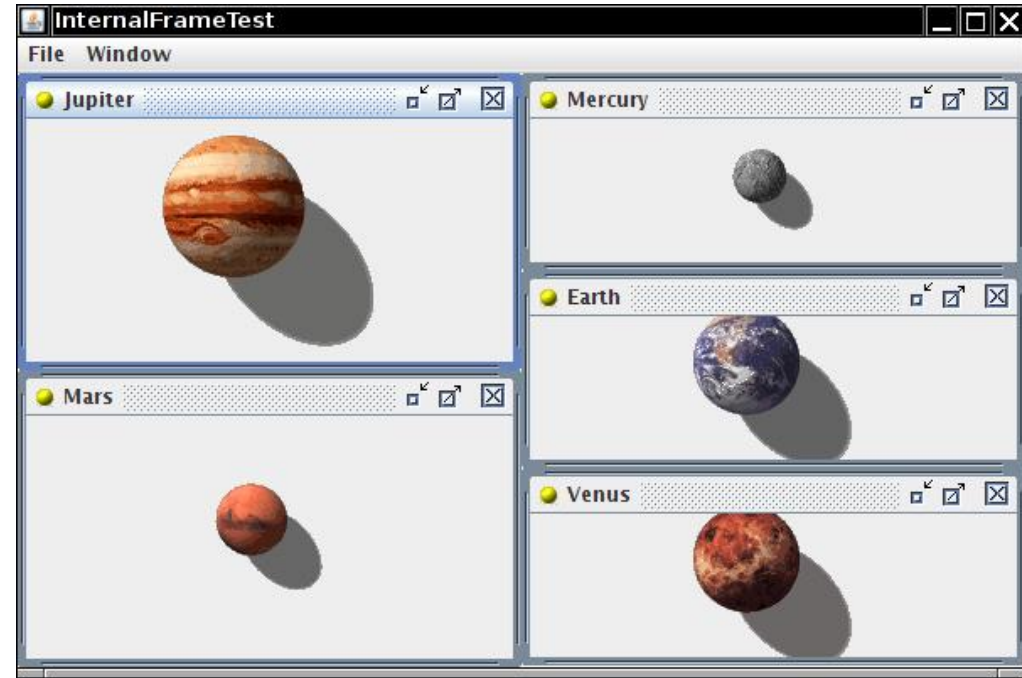 InternalFrameTest
File Window
Jupiter
Mercury
Earth
Mars
Venus